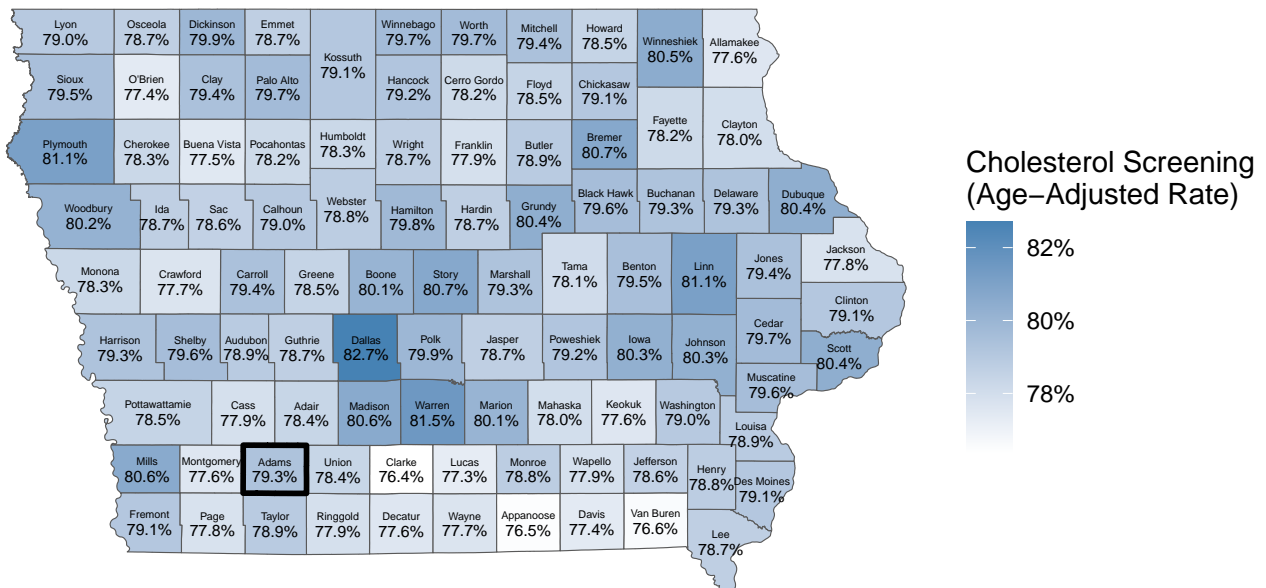 Lyon
79.0%
Osceola
78.7%
Dickinson
79.9%
Emmet
78.7%
Kossuth
79.1%
Winnebago
79.7%
Worth
79.7%
Mitchell
79.4%
Howard
78.5%
Winneshiek
80.5%
Allamakee
77.6%
Sioux
79.5%
O'Brien
77.4%
Clay
79.4%
Palo Alto
79.7%
Hancock
79.2%
Cerro Gordo
78.2%
Floyd
78.5%
Chickasaw
79.1%
Fayette
78.2%
Clayton
78.0%
Plymouth
81.1%
Cherokee
78.3%
Buena Vista
77.5%
Pocahontas
78.2%
Humboldt
78.3%
Wright
78.7%
Franklin
77.9%
Butler
78.9%
Bremer
80.7%
Woodbury
80.2%
Ida
78.7%
Sac
78.6%
Calhoun
79.0%
Webster
78.8%
Hamilton
79.8%
Hardin
78.7%
Grundy
80.4%
Black Hawk
79.6%
Buchanan
79.3%
Delaware
79.3%
Dubuque
80.4%
Monona
78.3%
Crawford
77.7%
Carroll
79.4%
Greene
78.5%
Boone
80.1%
Story
80.7%
Marshall
79.3%
Tama
78.1%
Benton
79.5%
Linn
81.1%
Jones
79.4%
Jackson
77.8%
Clinton
79.1%
Harrison
79.3%
Shelby
79.6%
Audubon
78.9%
Guthrie
78.7%
Dallas
82.7%
Polk
79.9%
Jasper
78.7%
Poweshiek
79.2%
Iowa
80.3%
Johnson
80.3%
Cedar
79.7%
Scott
80.4%
Muscatine
79.6%
Pottawattamie
78.5%
Cass
77.9%
Adair
78.4%
Madison
80.6%
Warren
81.5%
Marion
80.1%
Mahaska
78.0%
Keokuk
77.6%
Washington
79.0%
Louisa
78.9%
Mills
80.6%
Montgomery
77.6%
Adams
79.3%
Union
78.4%
Clarke
76.4%
Lucas
77.3%
Monroe
78.8%
Wapello
77.9%
Jefferson
78.6%
Henry
78.8%
Des Moines
79.1%
Fremont
79.1%
Page
77.8%
Taylor
78.9%
Ringgold
77.9%
Decatur
77.6%
Wayne
77.7%
Appanoose
76.5%
Davis
77.4%
Van Buren
76.6%
Lee
78.7%
Cholesterol Screening
(Age−Adjusted Rate)
82%
80%
78%